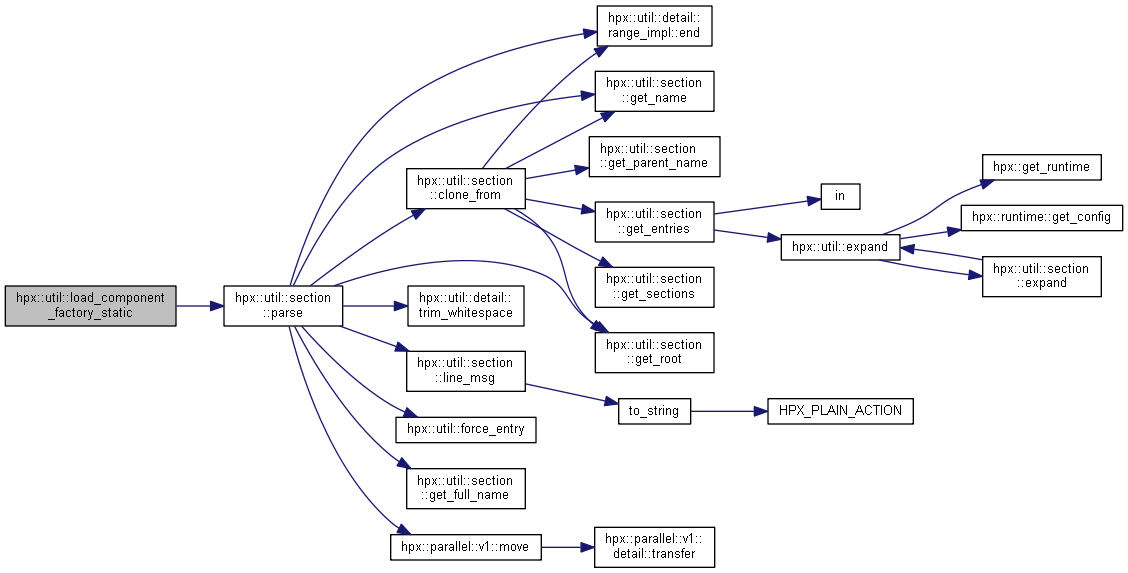 hpx::util::detail::
range_impl::end
hpx::util::section
::get_name
hpx::util::section
::get_parent_name
hpx::get_runtime
hpx::util::section
::clone_from
in
hpx::util::section
::get_entries
hpx::runtime::get_config
hpx::util::expand
hpx::util::section
::expand
hpx::util::section
::get_sections
hpx::util::load_component
_factory_static
hpx::util::section
::parse
hpx::util::detail::
trim_whitespace
hpx::util::section
::get_root
hpx::util::section
::line_msg
to_string
HPX_PLAIN_ACTION
hpx::util::force_entry
hpx::util::section
::get_full_name
hpx::parallel::v1::move
hpx::parallel::v1::
detail::transfer